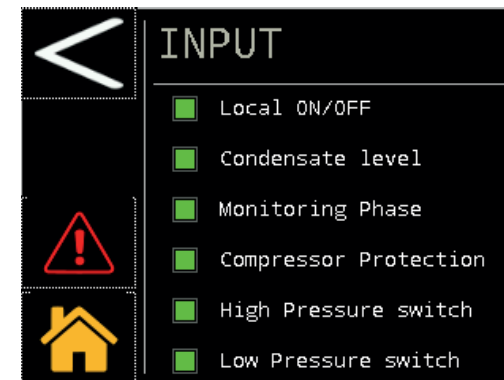 INPUT
Local ON/OFF
Condensate level
Monitoring Phase
Compressor Protection
High Pressure switch
Low Pressure switch